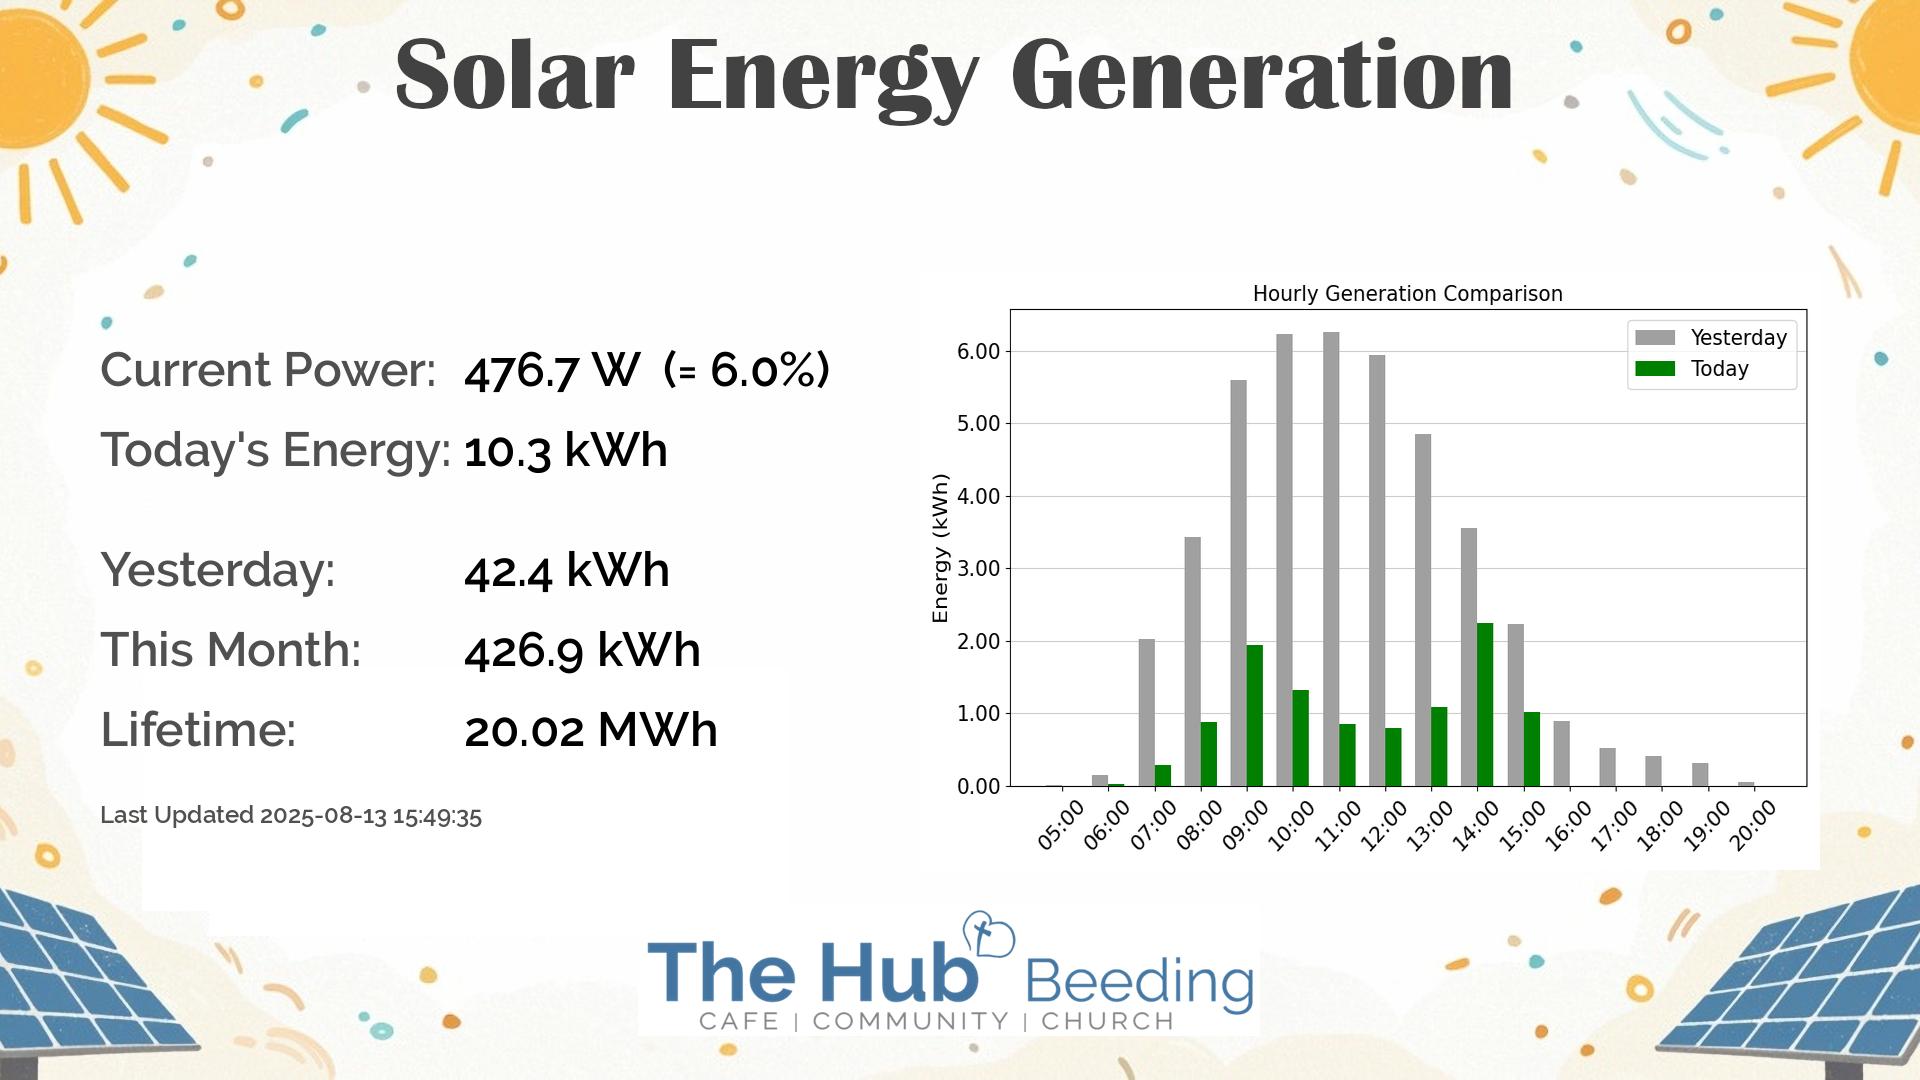 Solar Energy Generation
Current Power: 476.7 W (= 6.0%)
Today's Energy: 10.3 kWh
Yesterday: 42.4 kWh
This Month: 426.9 kWh
Lifetime: 20.02 MWh
Last Updated 2025-08-13 15:49:35
Hourly Generation Comparison
Yesterday
Today
Energy (kWh)
6.00
5.00
4.00
3.00
2.00
1.00
0.00
05:00 06:00 07:00 08:00 09:00 10:00 11:00 12:00 13:00 14:00 15:00 16:00 17:00 18:00 19:00 20:00
The Hub Beeding
CAFE | COMMUNITY | CHURCH